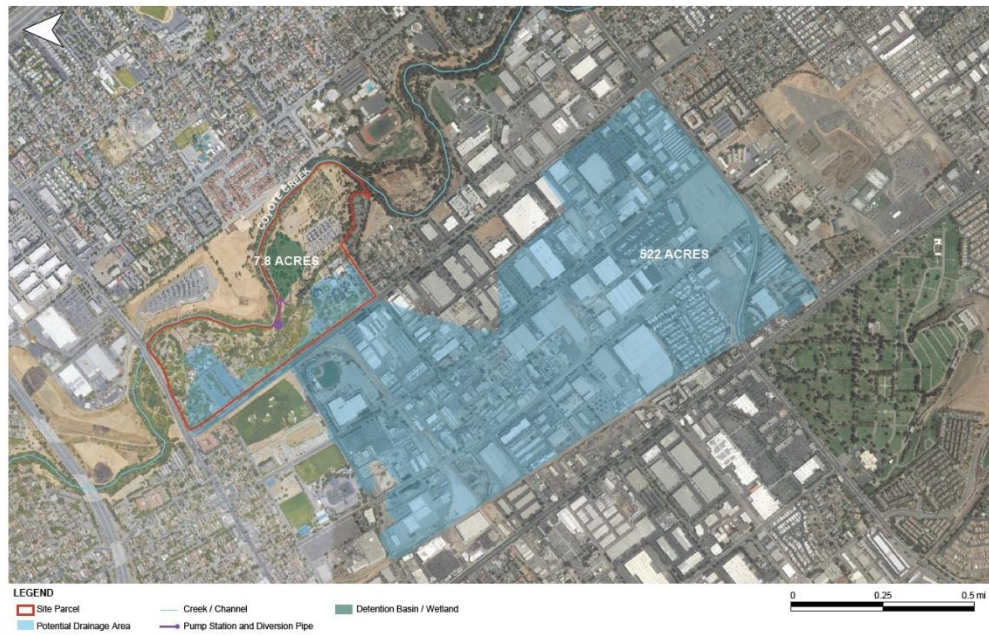 COYOTE CREEK
7.8 ACRES
522 ACRES
LEGEND
Site Parcel
Creek / Channel
Detention Basin / Wetland
Potential Drainage Area
Pump Station and Diversion Pipe
0 0.25 0.5 mi